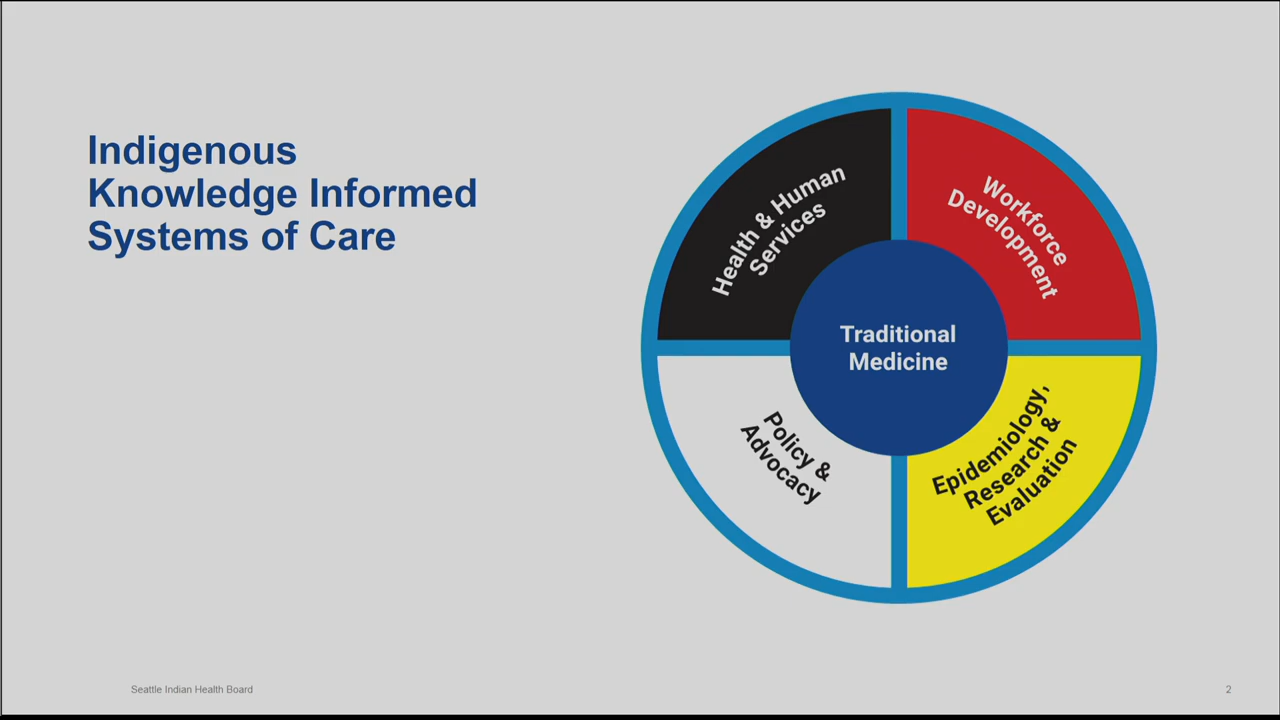 Indigenous
Knowledge Informed
Systems of Care
Health & Human
Services
Workforce
Development
Traditional
Medicine
Policy &
Advocacy
Epidemiology,
Research &
Evaluation
Seattle Indian Health Board
2